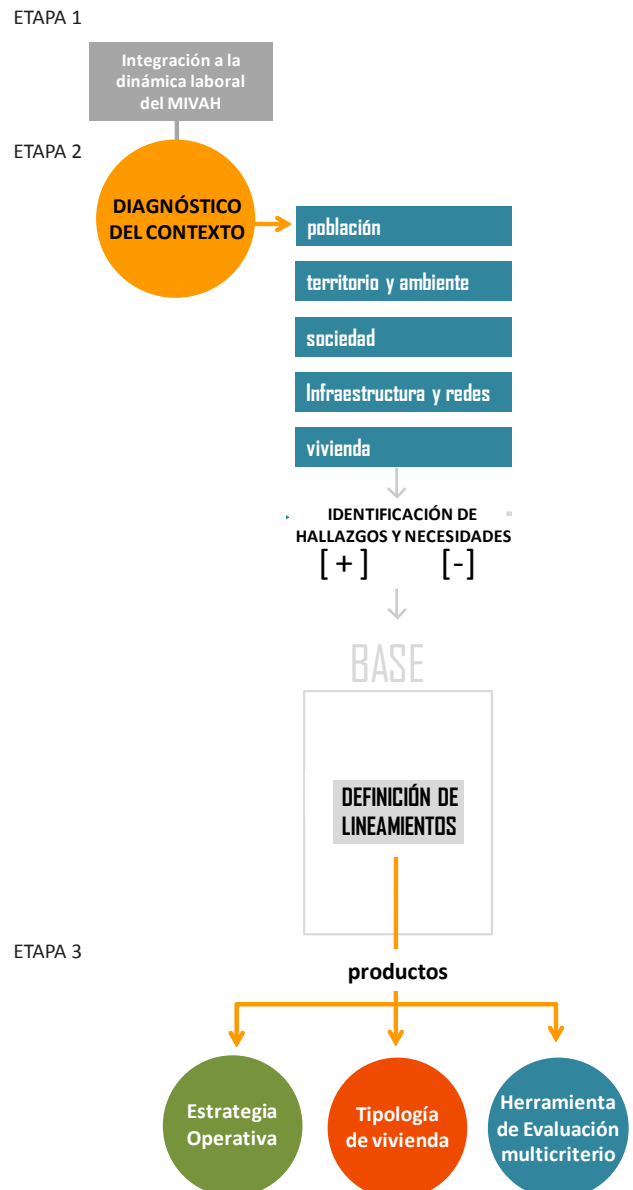 ETAPA 1
Integración a la
dinámica laboral
del MIVAH
ETAPA 2
DIAGNÓSTICO
DEL CONTEXTO
población
territorio y ambiente
sociedad
Infraestructura y redes
vivienda
IDENTIFICACIÓN DE
HALLAZGOS Y NECESIDADES
[ + ] [ - ]
BASE
DEFINICIÓN DE
LINEAMIENTOS
ETAPA 3
productos
Estrategia
Operativa
Tipología
de vivienda
Herramienta
de Evaluación
multicriterio